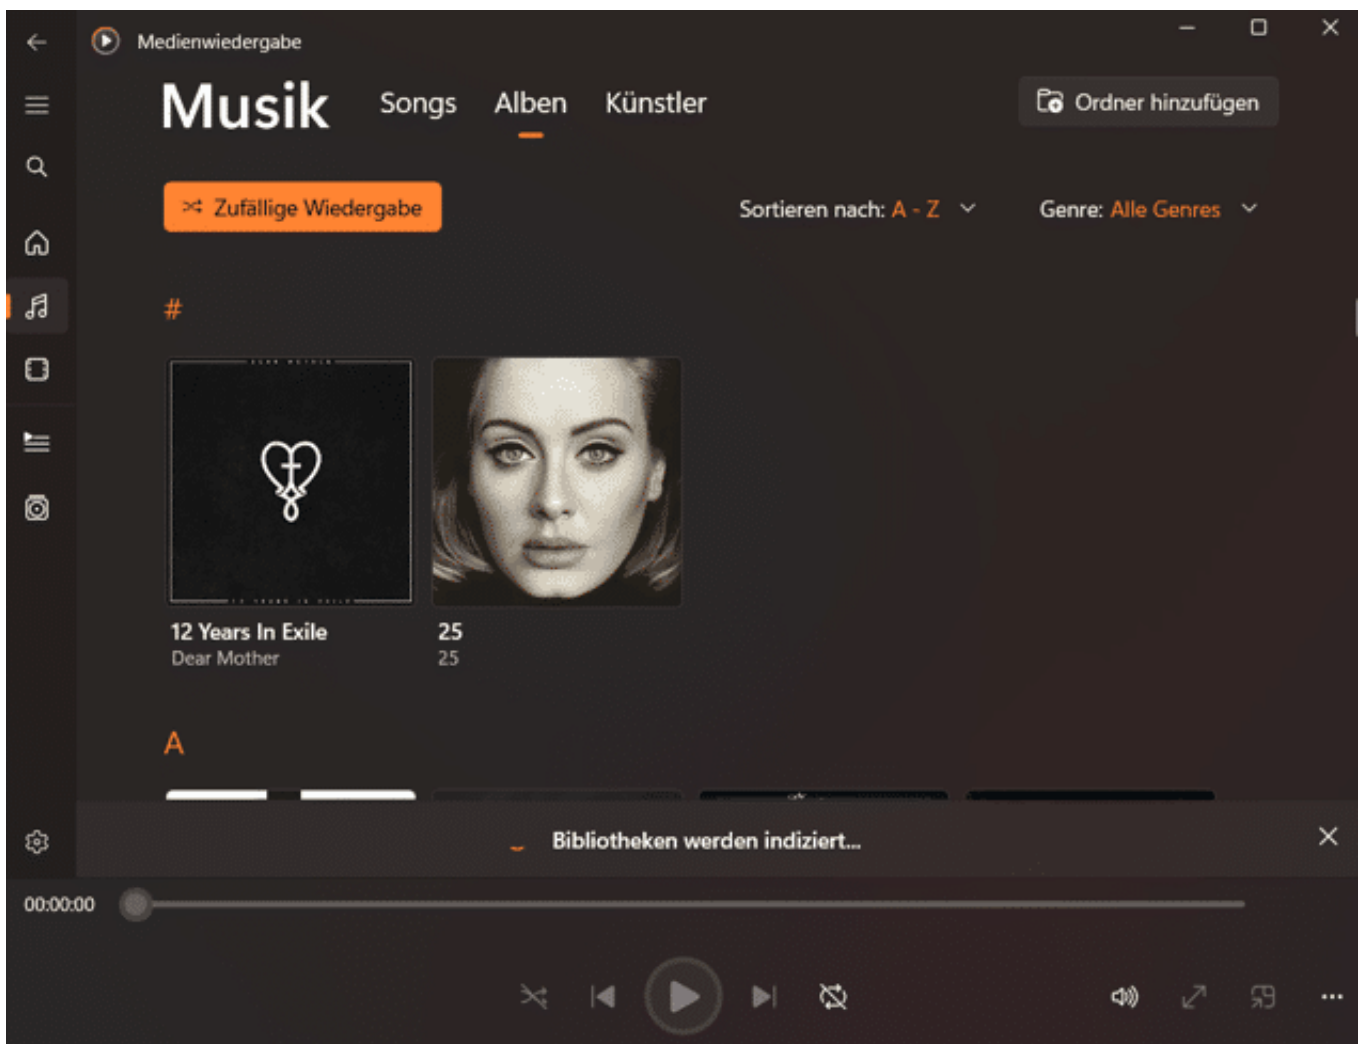 Medienwiedergabe
Musik Songs Alben Künstler
Ordner hinzufügen
Zufällige Wiedergabe
Sortieren nach: A - Z
Genre: Alle Genres
#
12 Years In Exile
Dear Mother
25
25
A
Bibliotheken werden indiziert...
00:00:00